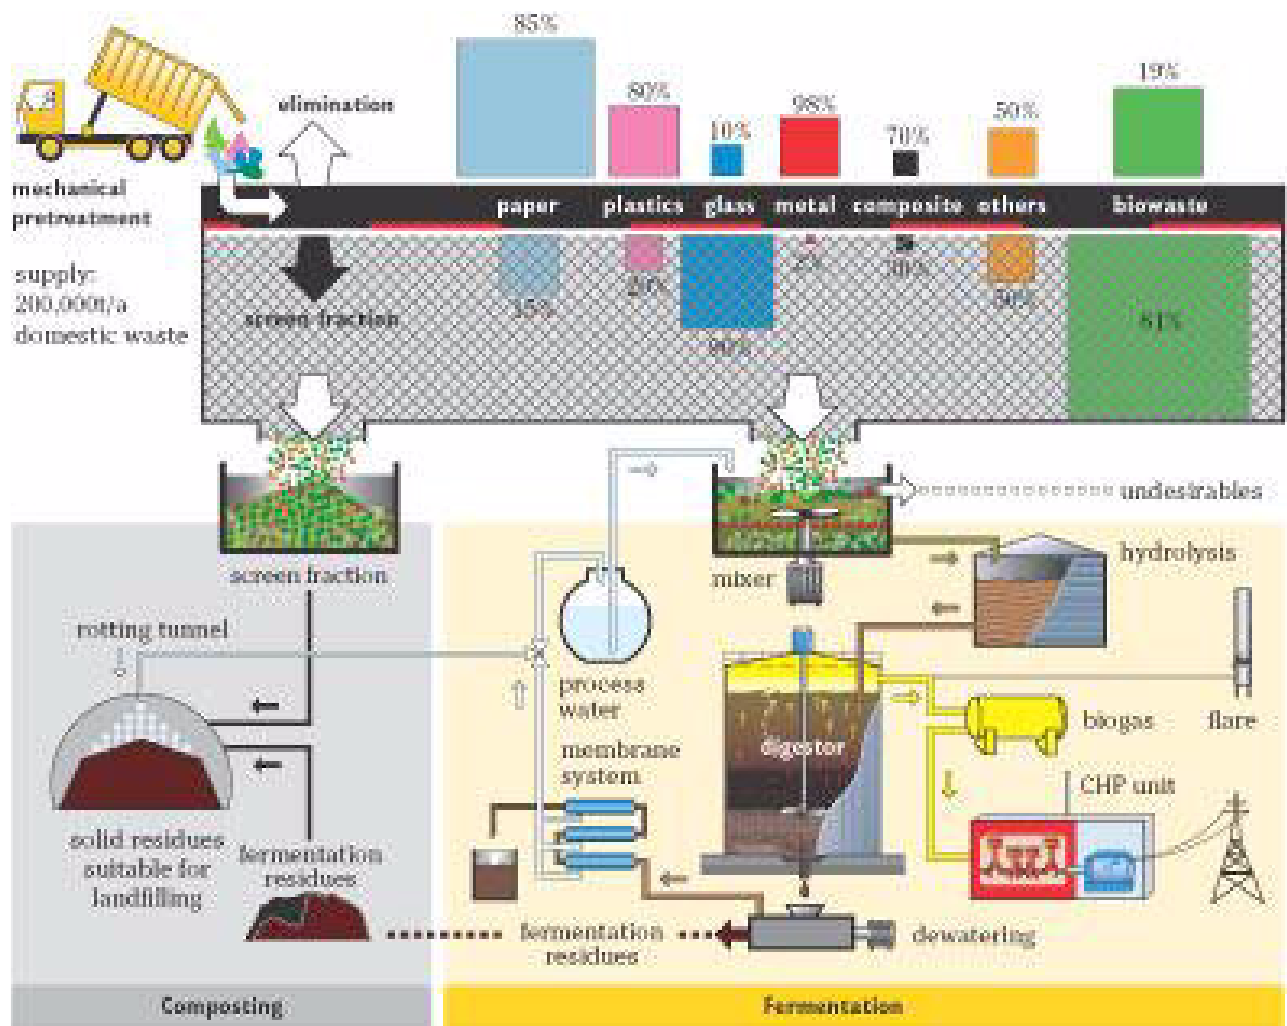 85%
80%
10%
98%
70%
50%
19%
elimination
mechanical
pretreatment
paper
plastics
glass
metal
composite
others
biowaste
supply:
200,000t/a
domestic waste
screen fraction
15%
20%
90%
2%
30%
50%
81%
undesirables
screen fraction
mixer
hydrolysis
rotting tunnel
process
water
membrane
system
digestor
biogas
flare
CHP unit
solid residues
suitable for
landfilling
fermentation
residues
fermentation
residues
dewatering
Composting
Fermentation